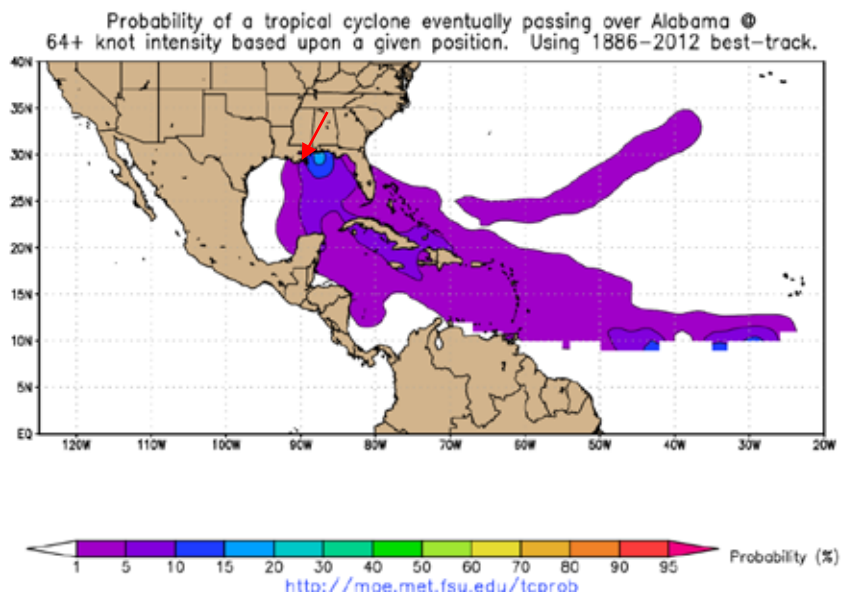 Probability of a tropical cyclone eventually passing over Alabama @
64+ knot intensity based upon a given position.  Using 1886-2012 best-track.
40N
35N
30N
25N
20N
15N
10N
5N
EQ
120W 110W 100W 90W 80W 70W 60W 50W 40W 30W 20W
1 5 10 15 20 30 40 50 60 70 80 90 95 Probability (%)
http://moe.met.fsu.edu/tcprob